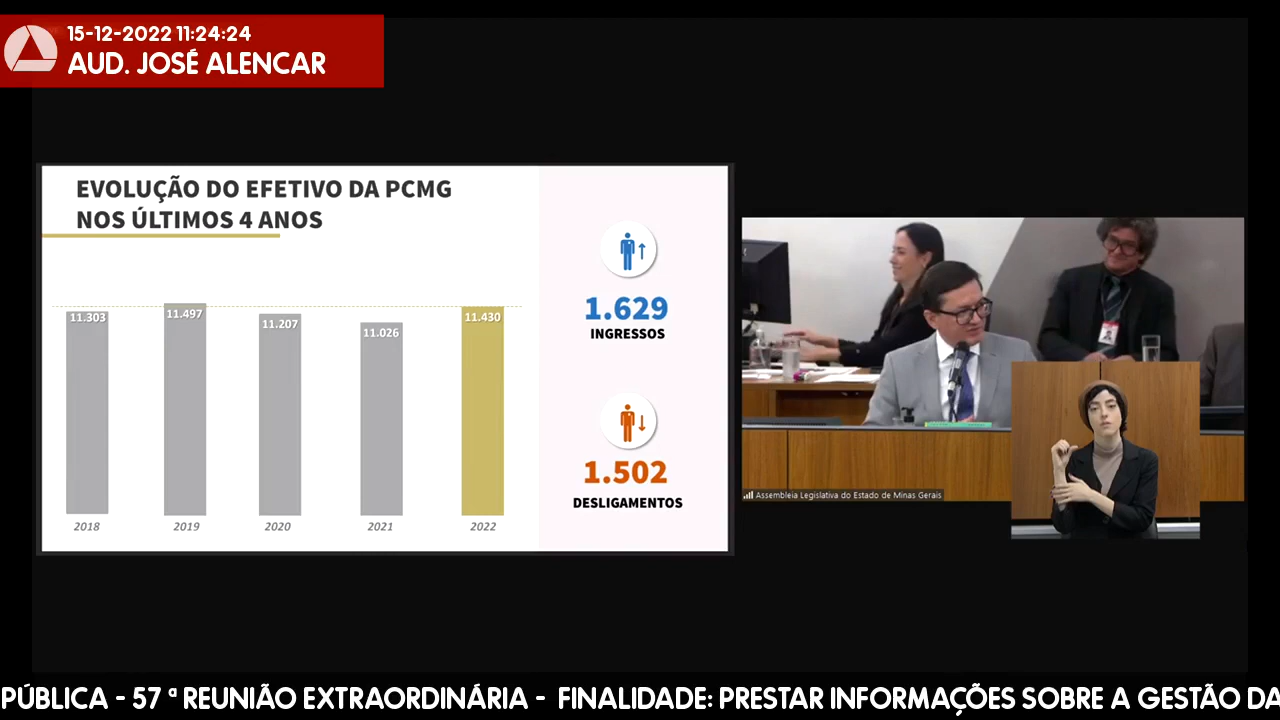 15-12-2022 11:24:24
AUD. JOSÉ ALENCAR
EVOLUÇÃO DO EFETIVO DA PCMG
NOS ÚLTIMOS 4 ANOS
11.303
11.497
11.207
11.026
11.430
2018
2019
2020
2021
2022
1.629
INGRESSOS
1.502
DESLIGAMENTOS
Assembleia Legislativa do Estado de Minas Gerais
PÚBLICA - 57 ª REUNIÃO EXTRAORDINÁRIA - FINALIDADE: PRESTAR INFORMAÇÕES SOBRE A GESTÃO DA